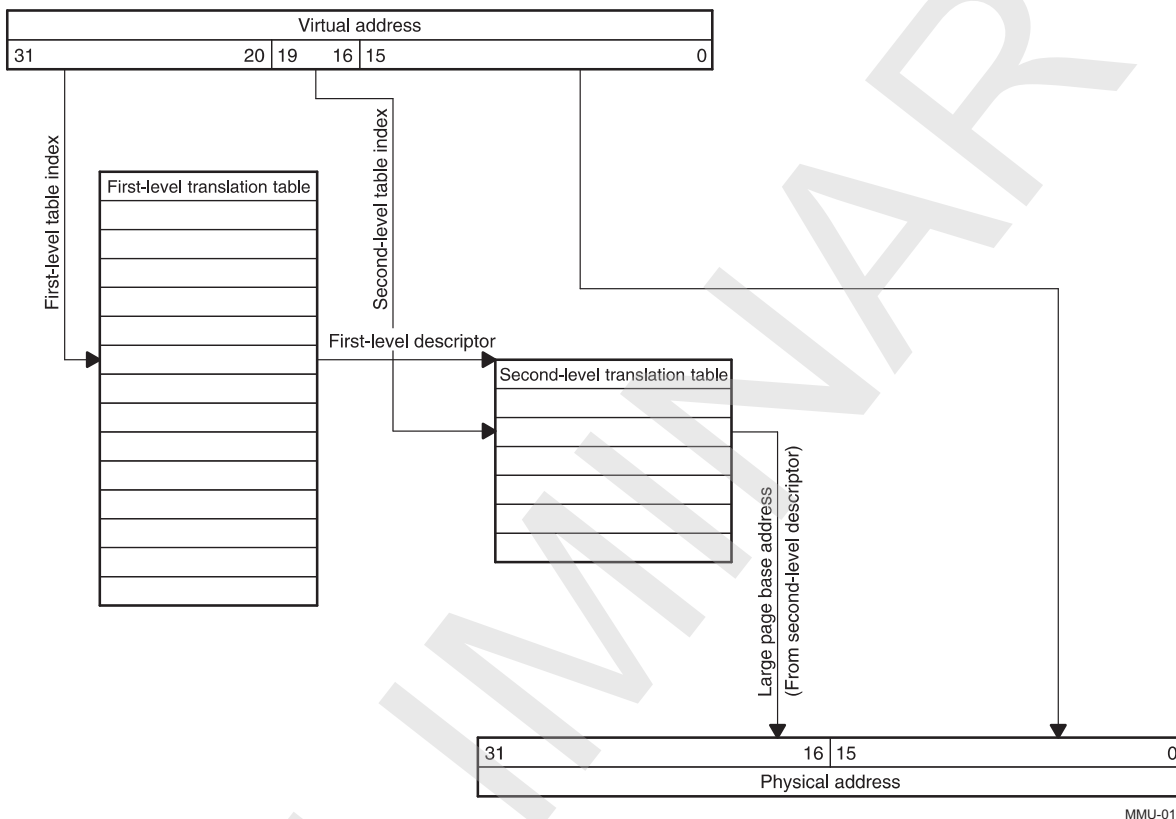 Virtual address
31 20 19 16 15 0
First-level table index
Second-level table index
First-level translation table
First-level descriptor
Second-level translation table
Large page base address
(From second-level descriptor)
31 16 15 0
Physical address
MMU-01
IMINAR